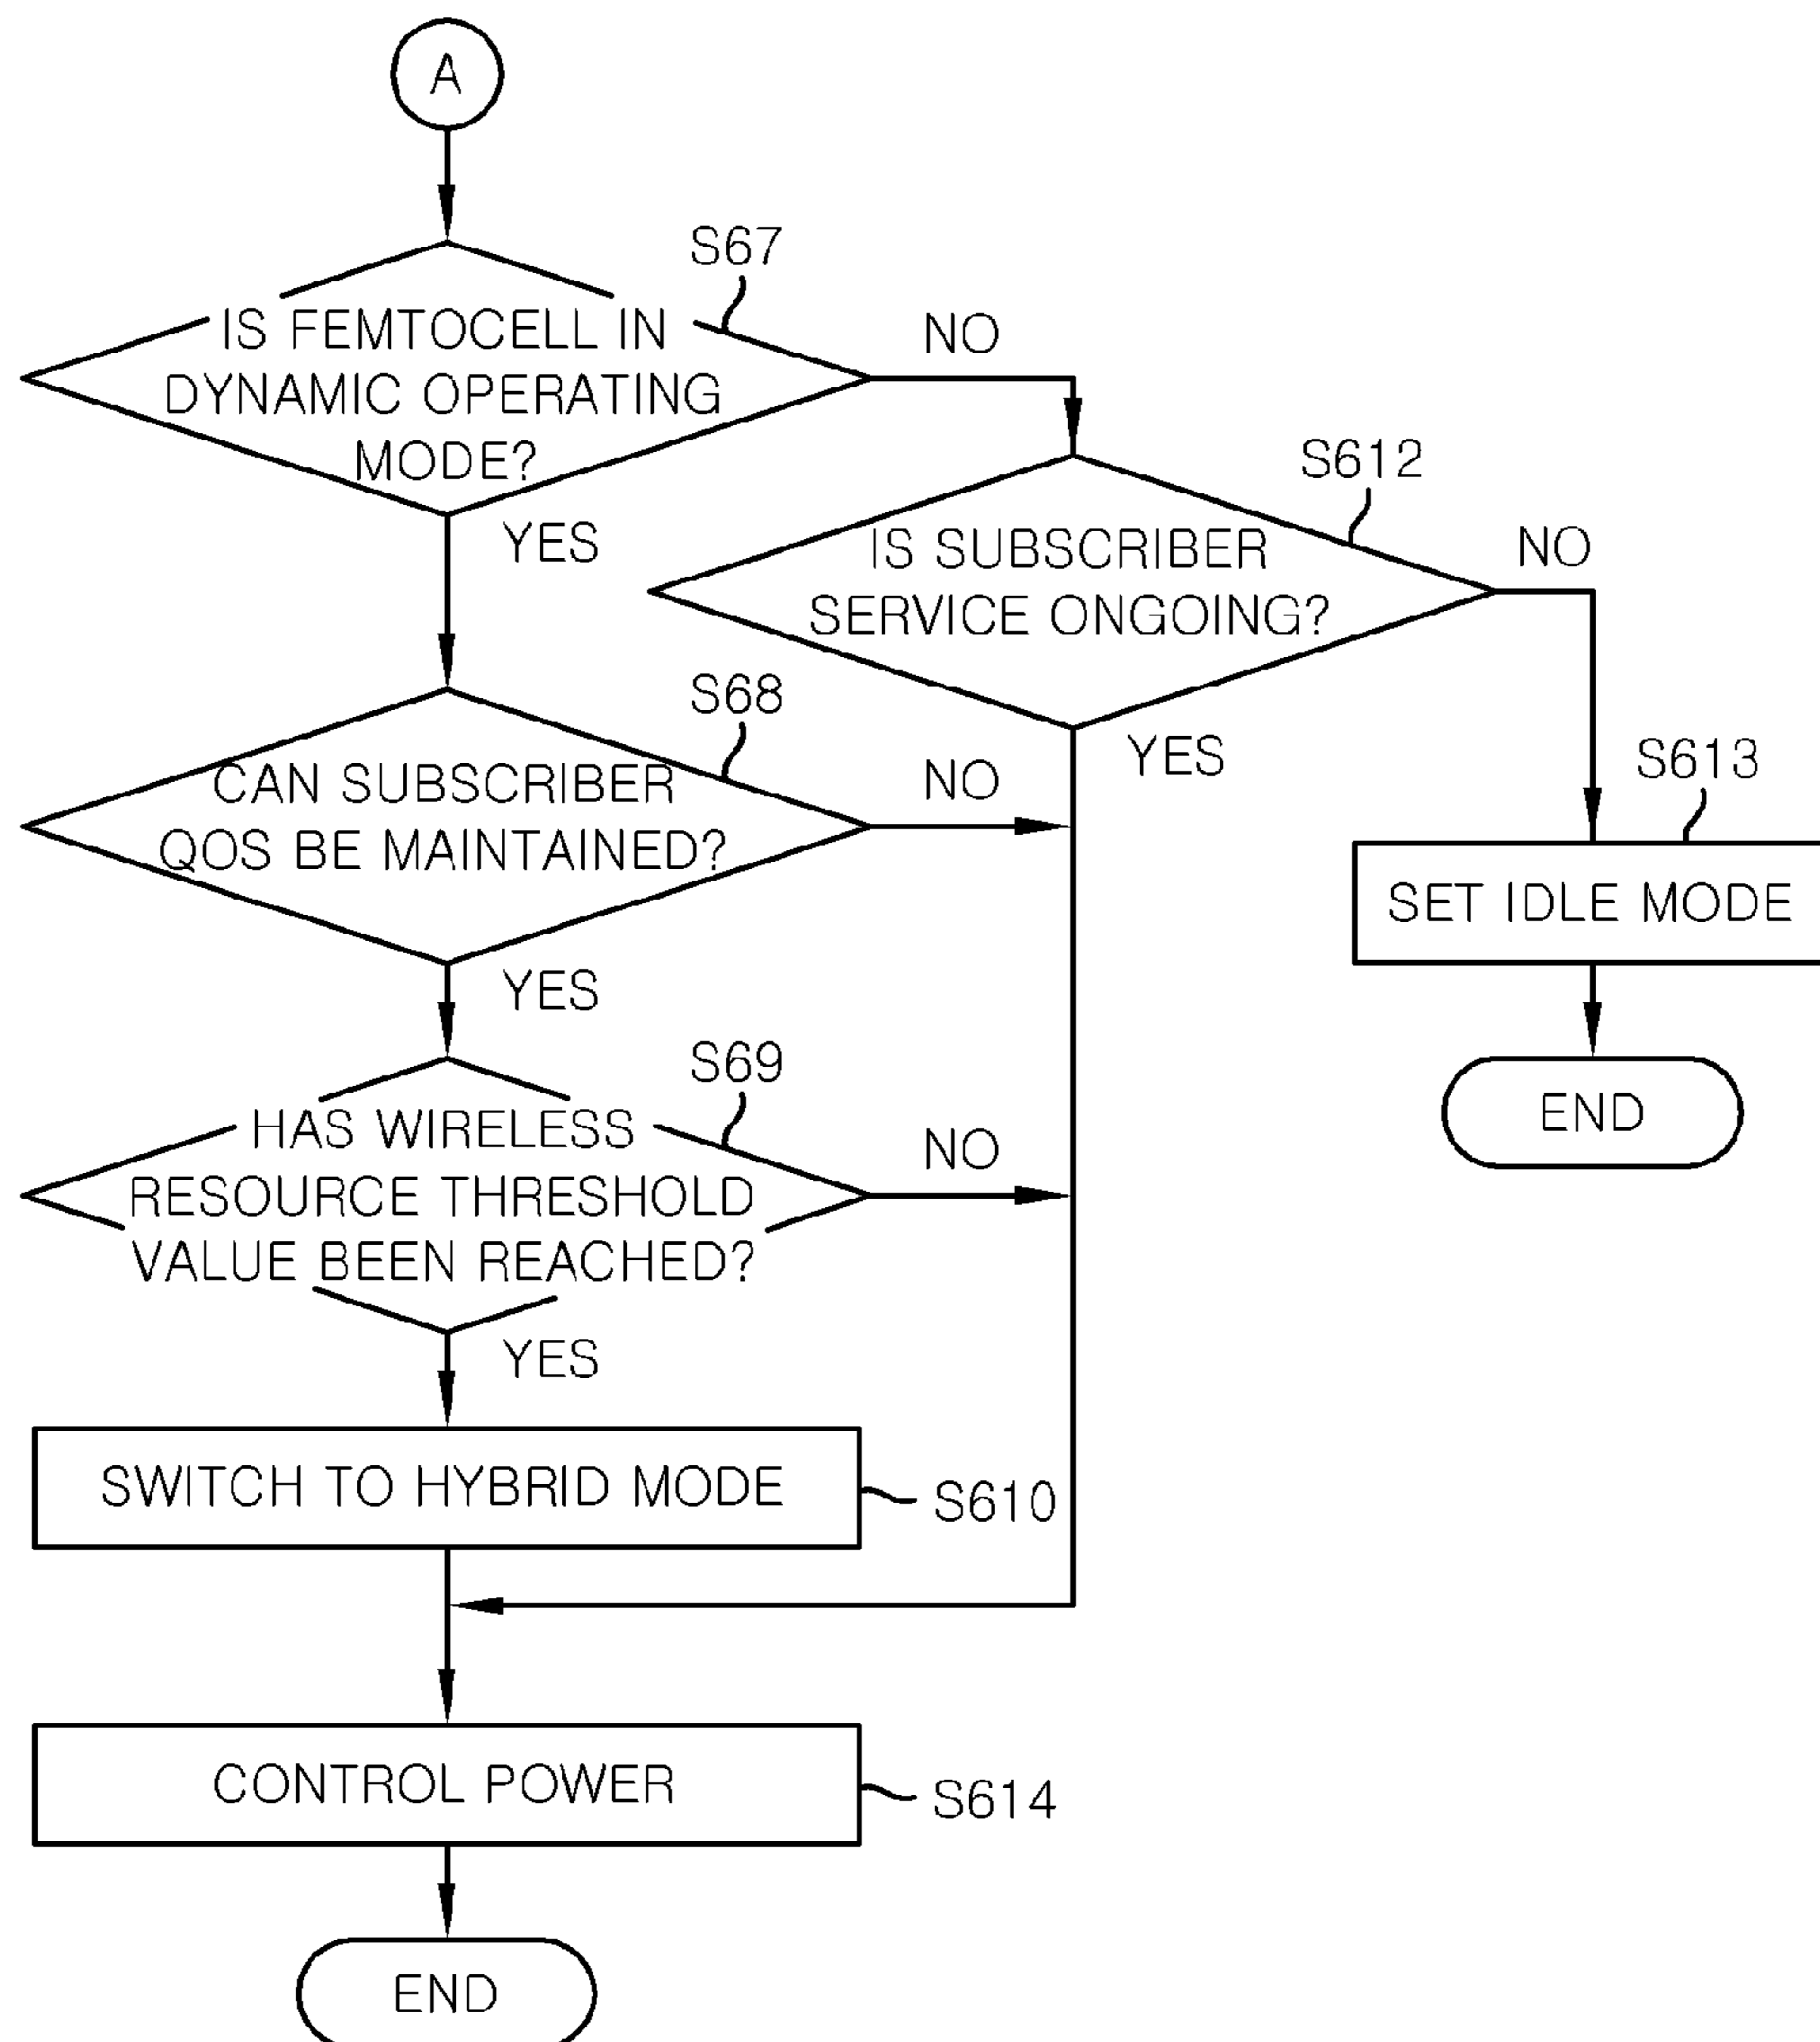 A
S67
IS FEMTOCELL IN
DYNAMIC OPERATING
MODE?
NO
YES
S612
IS SUBSCRIBER
SERVICE ONGOING?
NO
YES
S68
CAN SUBSCRIBER
QOS BE MAINTAINED?
NO
YES
S613
SET IDLE MODE
END
S69
HAS WIRELESS
RESOURCE THRESHOLD
VALUE BEEN REACHED?
NO
YES
SWITCH TO HYBRID MODE
S610
CONTROL POWER
S614
END